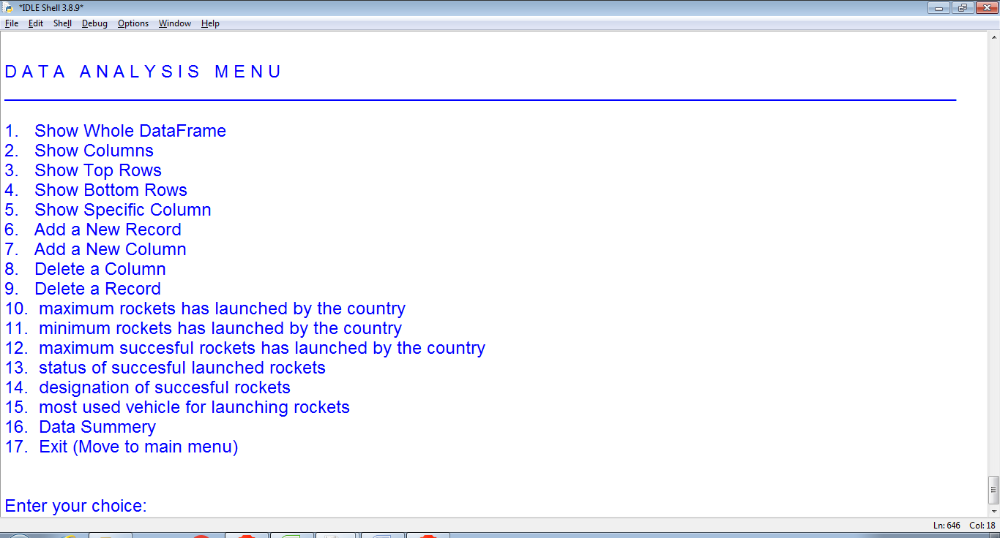 *IDLE Shell 3.8.9*
File Edit Shell Debug Options Window Help
D A T A   A N A L Y S I S   M E N U
1. Show Whole DataFrame
2. Show Columns
3. Show Top Rows
4. Show Bottom Rows
5. Show Specific Column
6. Add a New Record
7. Add a New Column
8. Delete a Column
9. Delete a Record
10. maximum rockets has launched by the country
11. minimum rockets has launched by the country
12. maximum succesful rockets has launched by the country
13. status of succesful launched rockets
14. designation of succesful rockets
15. most used vehicle for launching rockets
16. Data Summery
17. Exit (Move to main menu)
Enter your choice:
Ln: 646 Col: 18